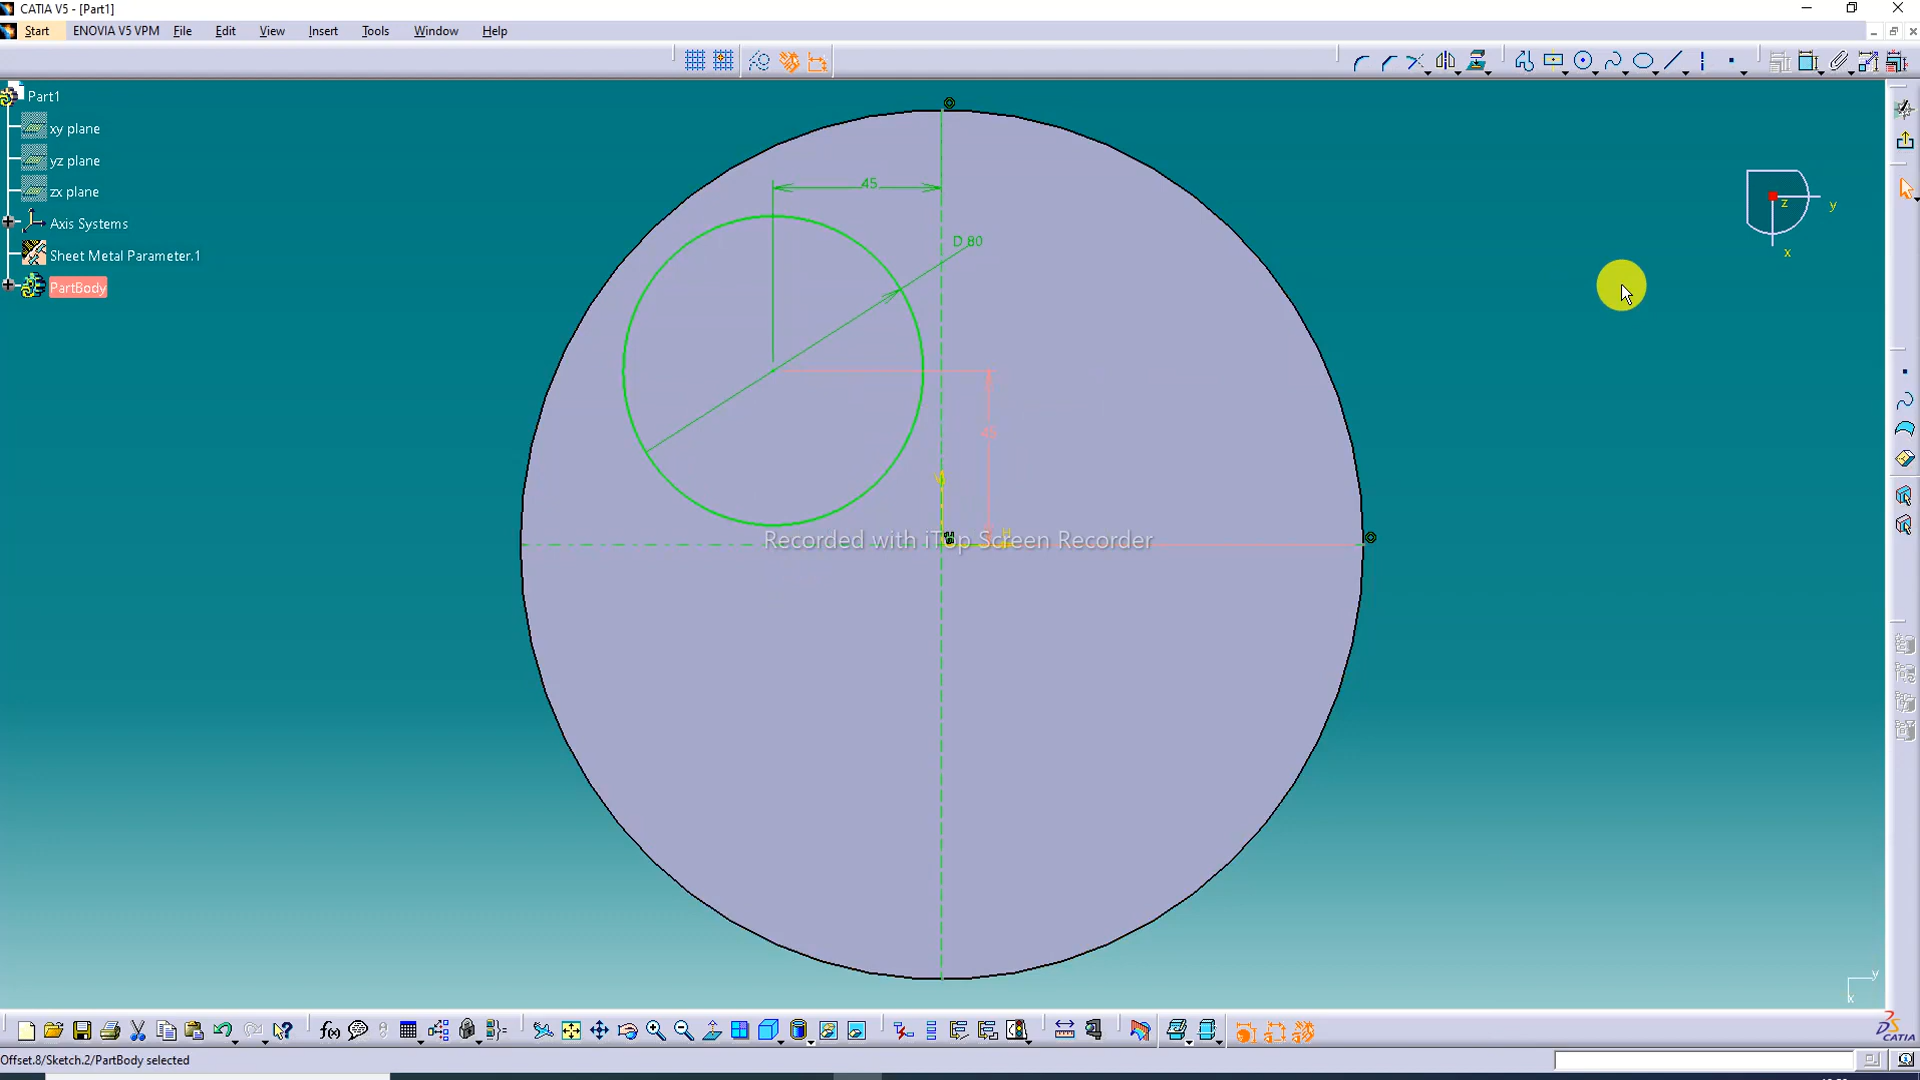 CATIA V5 - [Part1]
Start ENOVIA V5 VPM File Edit View Insert Tools Window Help
Part1
xy plane
yz plane
zx plane
Axis Systems
Sheet Metal Parameter.1
PartBody
45
D 80
45
z
y
x
Recorded with iTop Screen Recorder
y
x
f(x)
CATIA
Offset.8/Sketch.2/PartBody selected